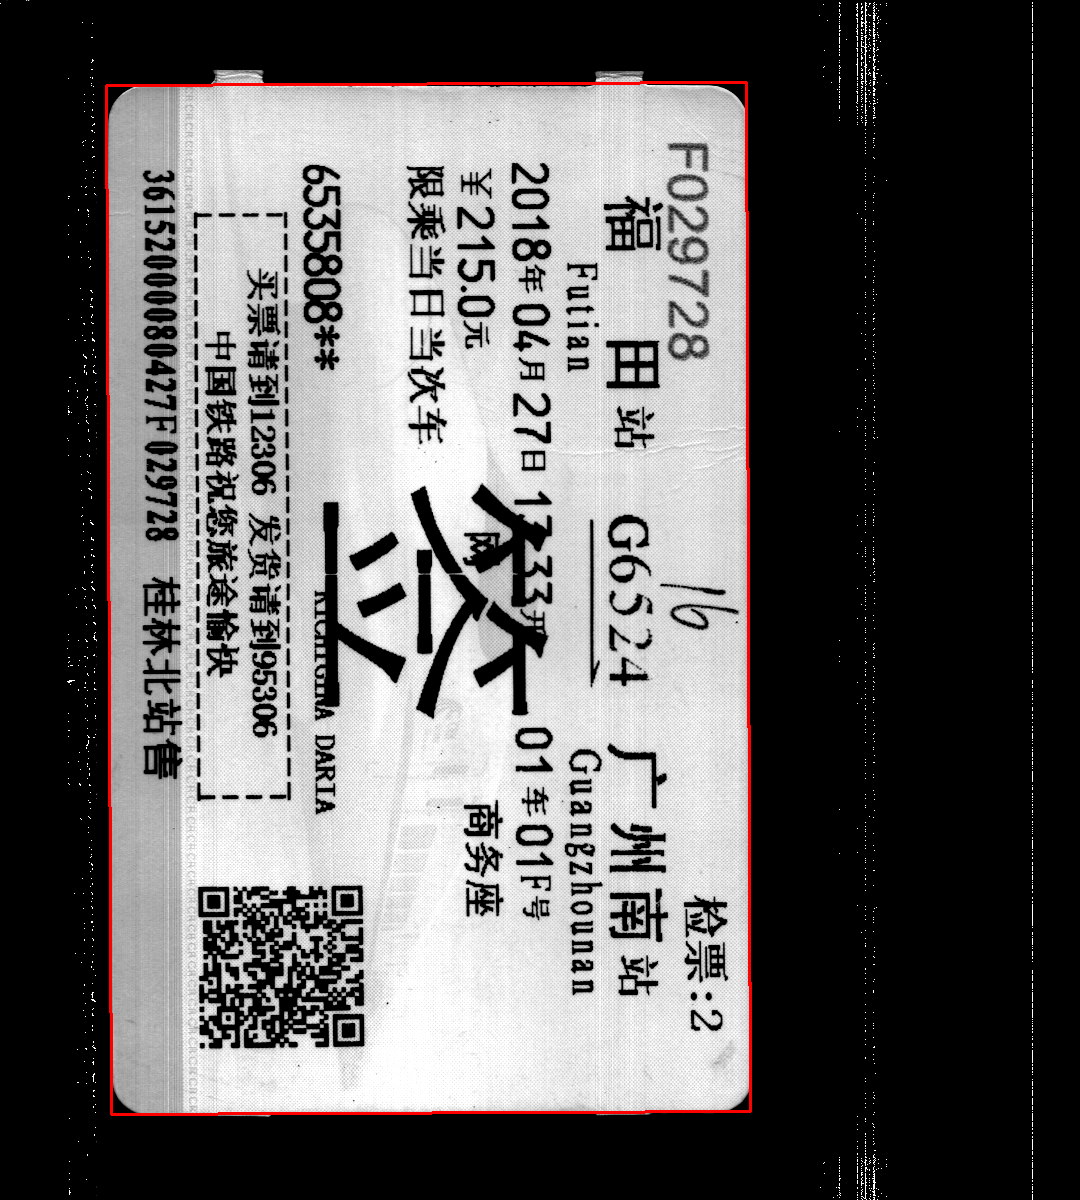 F029728 检票:2
16
福田站 G6524 广州南站
Futian Guangzhounan
2018年04月27日 13:33开 01车01F号
￥215.0元 网 商务座
限乘当日当次车
签
6535808** DARIA
买票请到12306 发货请到95306
中国铁路祝您旅途愉快
36152000080427F029728 桂林北站售